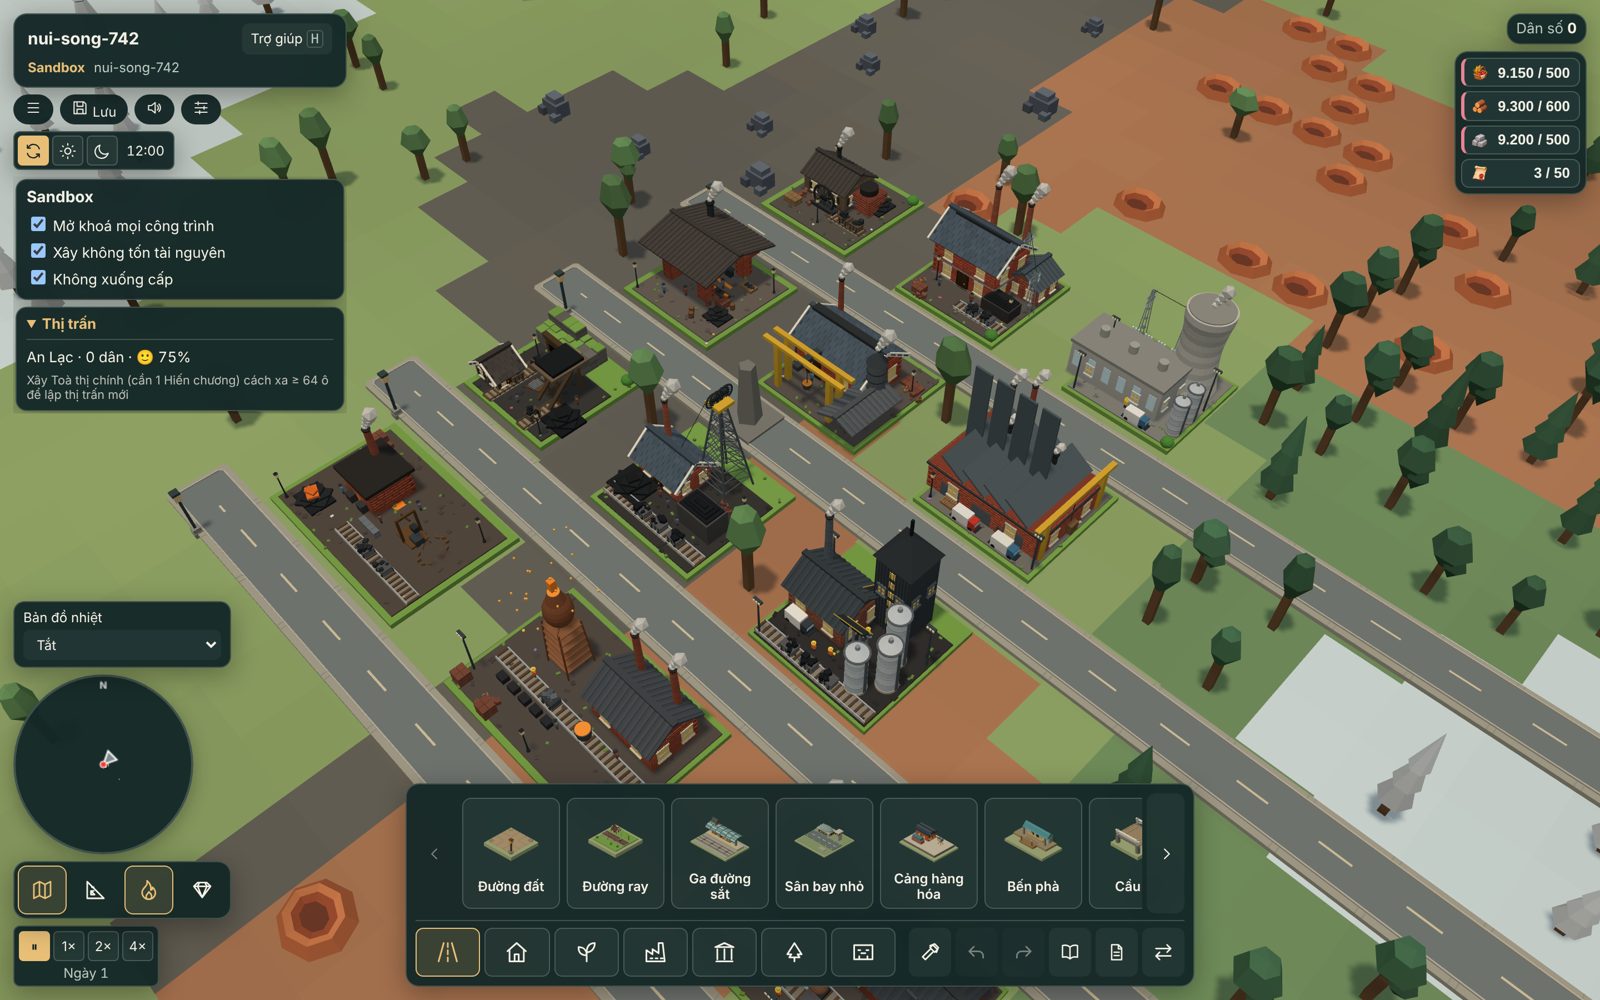 nui-song-742
Trợ giúp H
Sandbox nui-song-742
Lưu
12:00
Sandbox
Mở khoá mọi công trình
Xây không tốn tài nguyên
Không xuống cấp
▼ Thị trấn
An Lạc · 0 dân · 🙂 75%
Xây Toà thị chính (cần 1 Hiến chương) cách xa ≥ 64 ô
để lập thị trấn mới
Dân số 0
9.150 / 500
9.300 / 600
9.200 / 500
3 / 50
Bản đồ nhiệt
Tắt
N
1× 2× 4×
Ngày 1
Đường đất
Đường ray
Ga đường
sắt
Sân bay nhỏ
Cảng hàng
hóa
Bến phà
Cầu